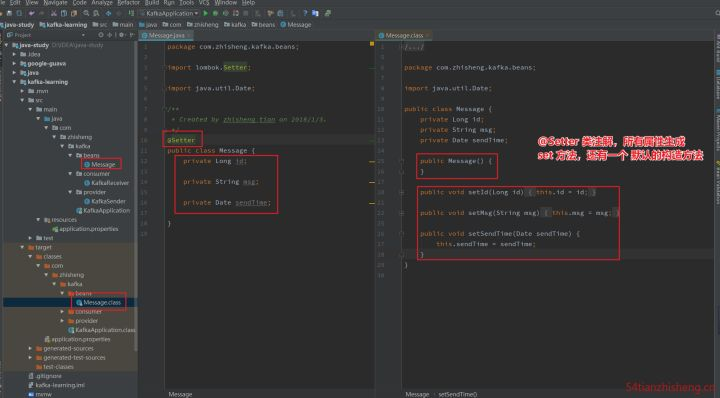 Edit View Navigate Code Analyze Refactor Build Run Tools VCS Window Help
KafkaApplication
java-study kafka-learning src main java com zhisheng kafka beans Message
Project
java-study D:\IDEA\java-study
.idea
google-guava
java
kafka-learning
.mvn
src
main
java
com
zhisheng
kafka
beans
Message
consumer
KafkaReceiver
provider
KafkaSender
KafkaApplication
resources
application.properties
test
target
classes
com
zhisheng
kafka
beans
Message.class
consumer
provider
KafkaApplication.class
application.properties
generated-sources
generated-test-sources
test-classes
.gitignore
kafka-learning.iml
mvnw
Message.java
package com.zhisheng.kafka.beans;
import lombok.Setter;
import java.util.Date;
/**
* Created by zhisheng_tian on 2018/1/3.
*/
@Setter
public class Message {
private Long id;
private String msg;
private Date sendTime;
}
Message
Message.class
/.../
package com.zhisheng.kafka.beans;
import java.util.Date;
public class Message {
private Long id;
private String msg;
private Date sendTime;
public Message() {
}
public void setId(Long id) { this.id = id; }
public void setMsg(String msg) { this.msg = msg; }
public void setSendTime(Date sendTime) {
this.sendTime = sendTime;
}
}
@Setter 类注解，所有属性生成
set 方法，还有一个 默认的构造方法
Message setSendTime()
54tianzhisheng.cn